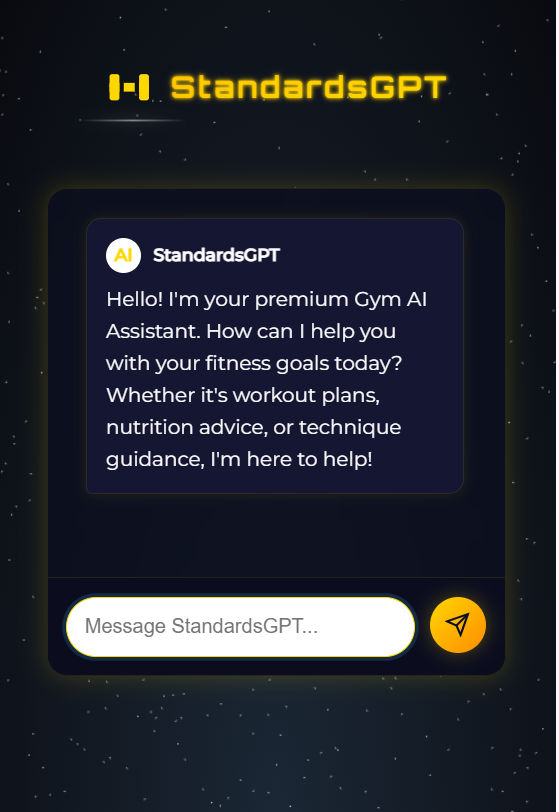 StandardsGPT
AI StandardsGPT
Hello! I'm your premium Gym AI
Assistant. How can I help you
with your fitness goals today?
Whether it's workout plans,
nutrition advice, or technique
guidance, I'm here to help!
Message StandardsGPT...